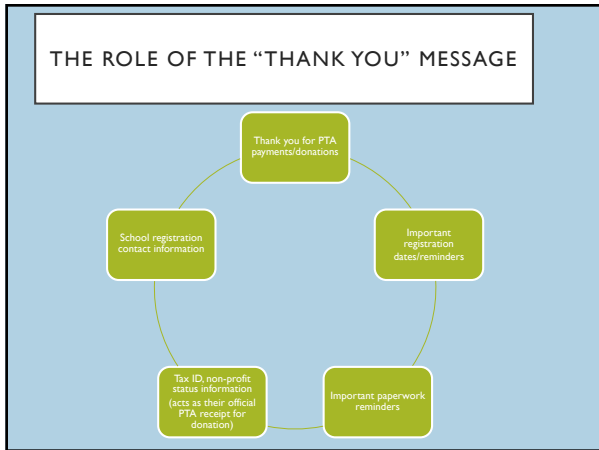 THE ROLE OF THE “THANK YOU” MESSAGE
Thank you for PTA
payments/donations
Important
registration
dates/reminders
Important paperwork
reminders
Tax ID, non-profit
status information
(acts as their official
PTA receipt for
donation)
School registration
contact information